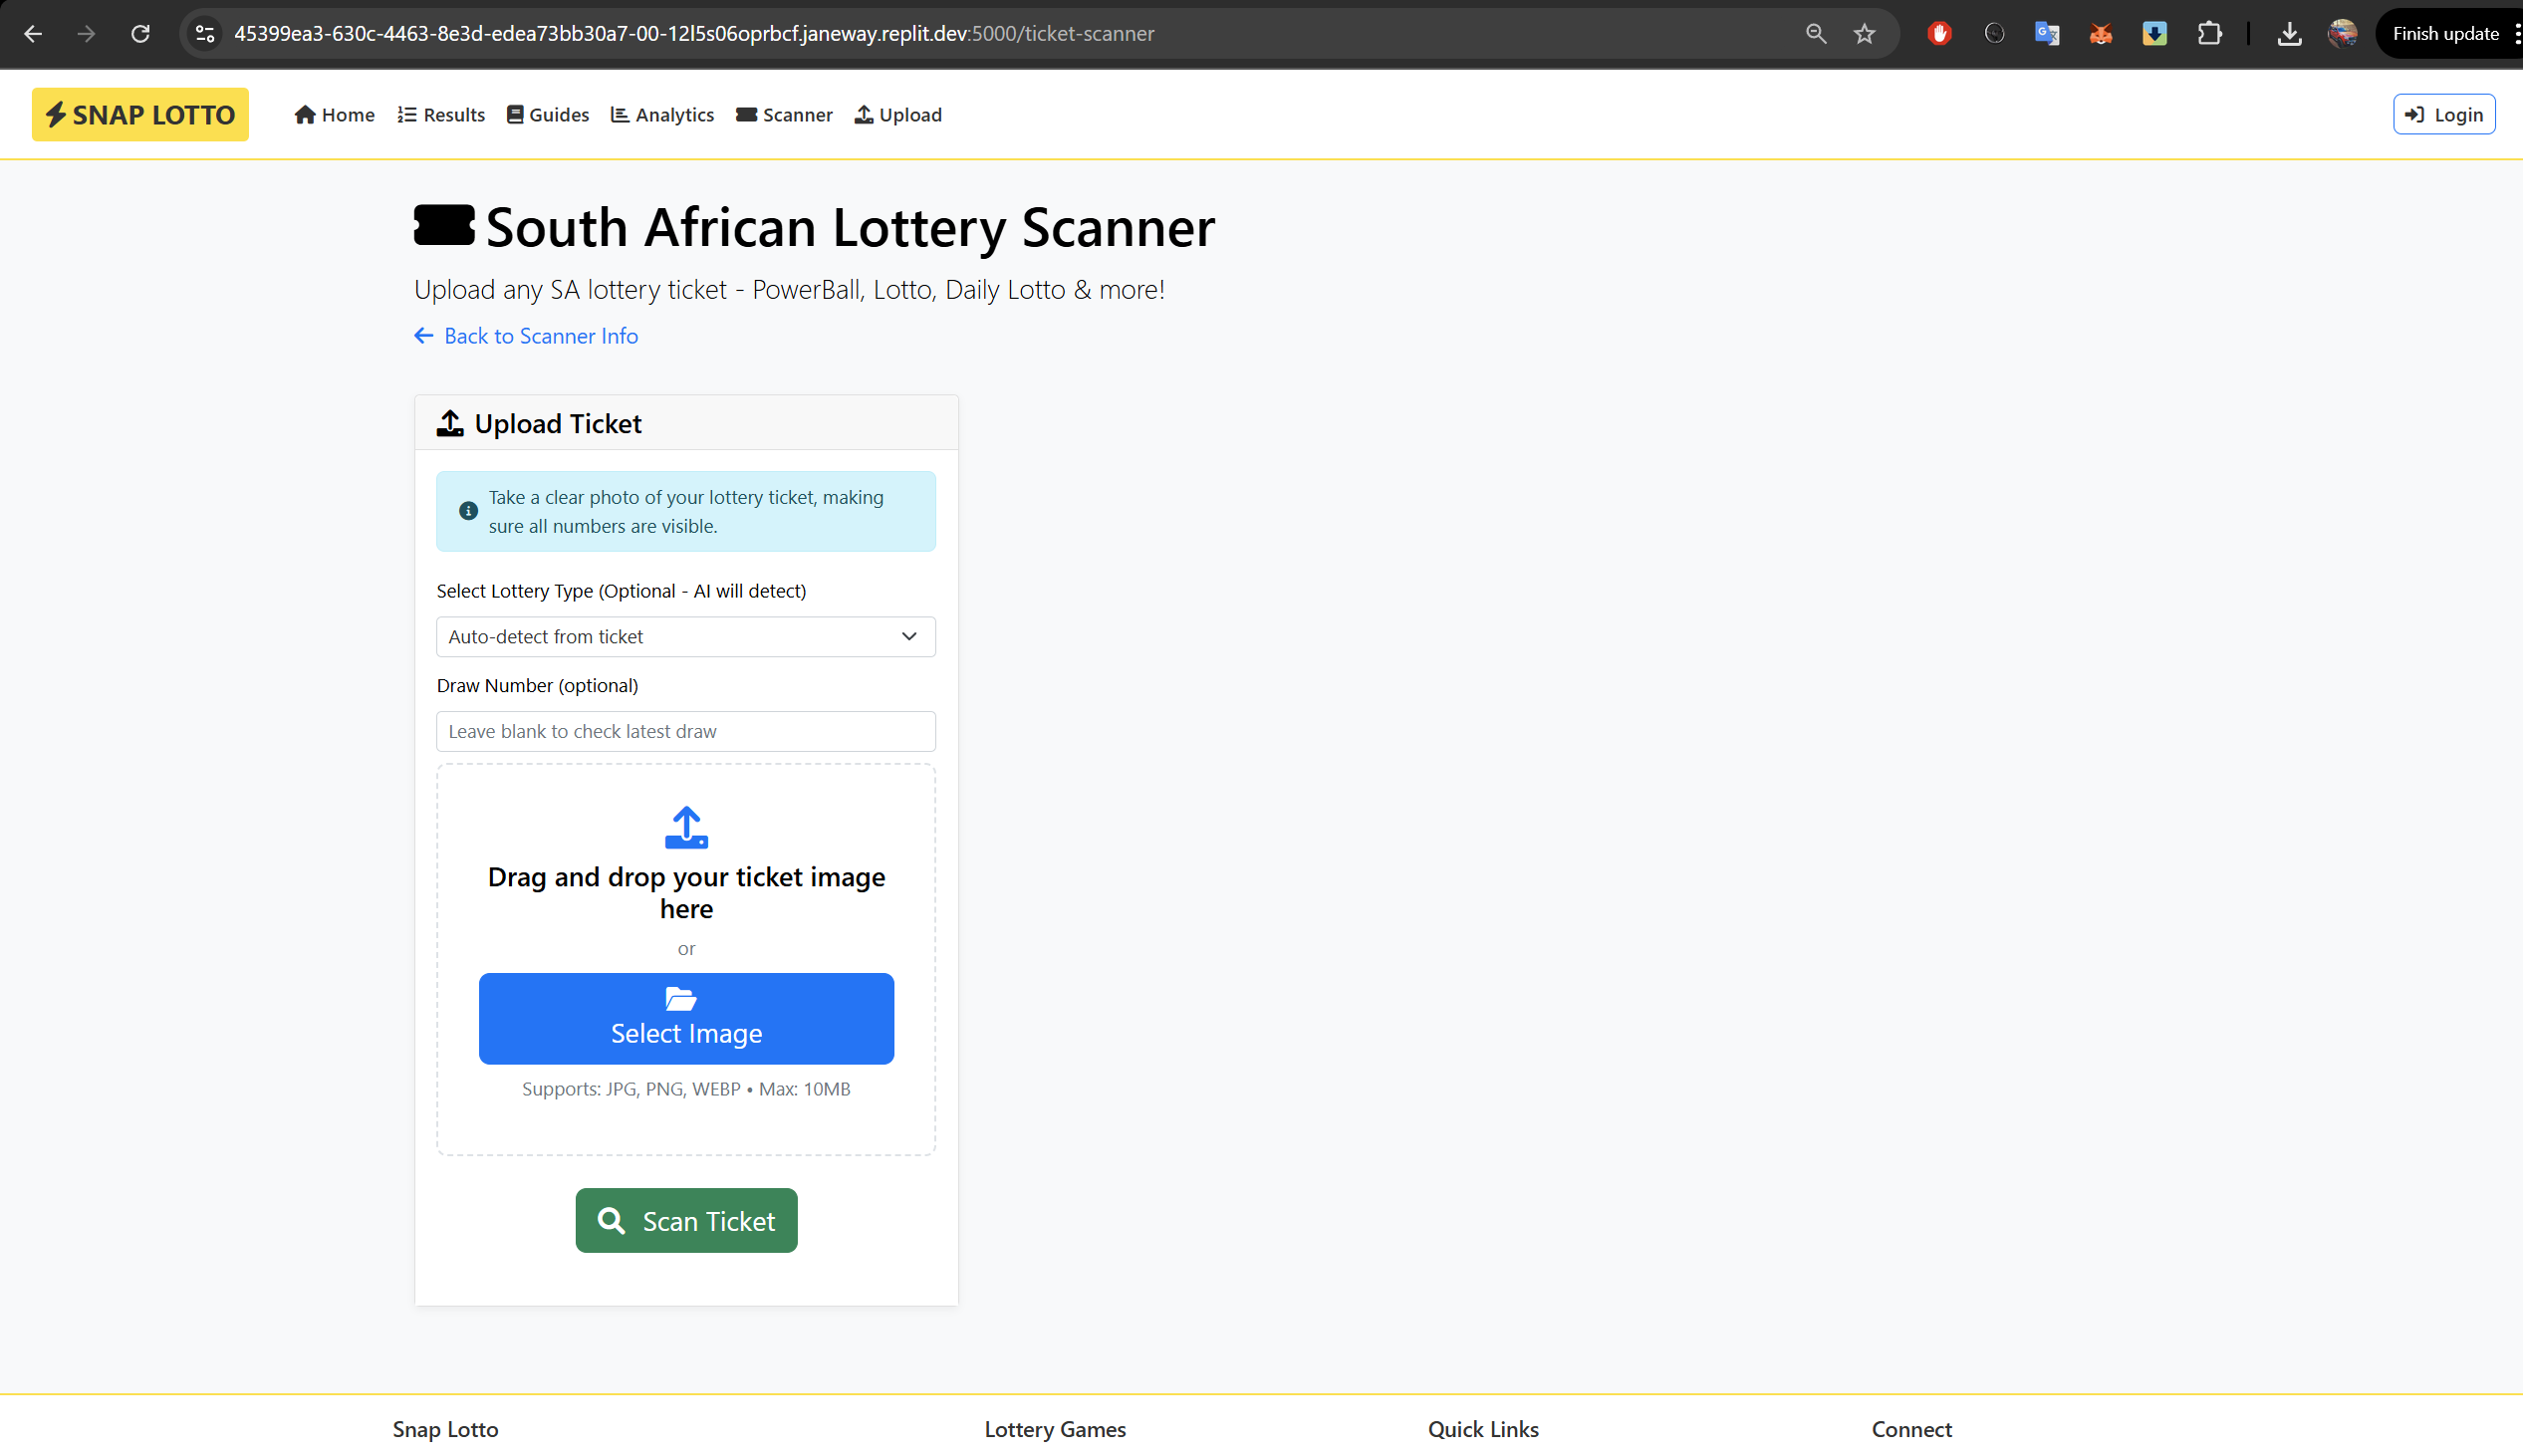 45399ea3-630c-4463-8e3d-edea73bb30a7-00-12l5s06oprbcf.janeway.replit.dev:5000/ticket-scanner
Finish update
SNAP LOTTO
Home
Results
Guides
Analytics
Scanner
Upload
Login
South African Lottery Scanner
Upload any SA lottery ticket - PowerBall, Lotto, Daily Lotto & more!
Back to Scanner Info
Upload Ticket
Take a clear photo of your lottery ticket, making
sure all numbers are visible.
Select Lottery Type (Optional - AI will detect)
Auto-detect from ticket
Draw Number (optional)
Leave blank to check latest draw
Drag and drop your ticket image
here
or
Select Image
Supports: JPG, PNG, WEBP • Max: 10MB
Scan Ticket
Snap Lotto
Lottery Games
Quick Links
Connect